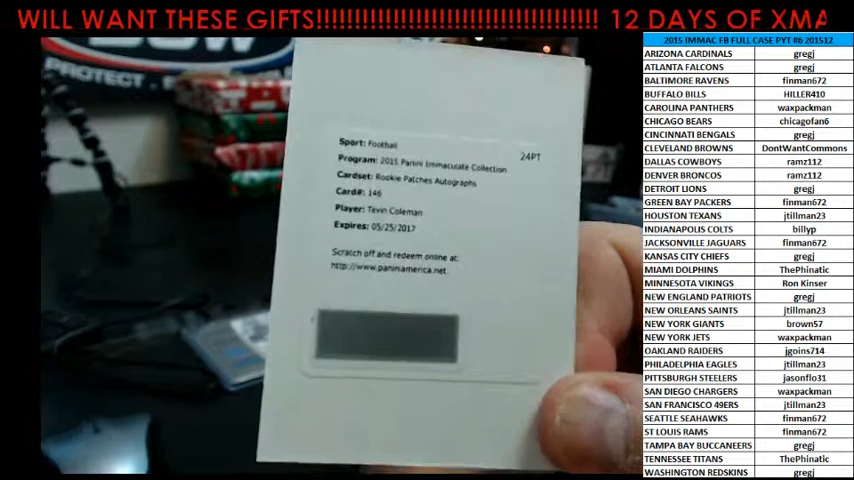 WILL WANT THESE GIFTS!!!!!!!!!!!!!!!!!!!!!!!!!!!!!!!!!!!!!!! 12 DAYS OF XMA
PROTECT
Sport: Football
24PT
Program: 2015 Panini Immaculate Collection
Cardset: Rookie Patches Autographs
Card#: 146
Player: Tevin Coleman
Expires: 05/25/2017
Scratch off and redeem online at:
http://www.paniniamerica.net
2015 IMMAC FB FULL CASE PYT #6 201512
ARIZONA CARDINALS gregj
ATLANTA FALCONS gregj
BALTIMORE RAVENS finman672
BUFFALO BILLS HILLER410
CAROLINA PANTHERS waxpackman
CHICAGO BEARS chicagofan6
CINCINNATI BENGALS gregj
CLEVELAND BROWNS DontWantCommons
DALLAS COWBOYS ramz112
DENVER BRONCOS ramz112
DETROIT LIONS gregj
GREEN BAY PACKERS finman672
HOUSTON TEXANS jtillman23
INDIANAPOLIS COLTS billyp
JACKSONVILLE JAGUARS finman672
KANSAS CITY CHIEFS gregj
MIAMI DOLPHINS ThePhinatic
MINNESOTA VIKINGS Ron Kinser
NEW ENGLAND PATRIOTS gregj
NEW ORLEANS SAINTS jtillman23
NEW YORK GIANTS brown57
NEW YORK JETS waxpackman
OAKLAND RAIDERS jgoins714
PHILADELPHIA EAGLES jtillman23
PITTSBURGH STEELERS jasonflo31
SAN DIEGO CHARGERS waxpackman
SAN FRANCISCO 49ERS jtillman23
SEATTLE SEAHAWKS finman672
ST LOUIS RAMS finman672
TAMPA BAY BUCCANEERS gregj
TENNESSEE TITANS ThePhinatic
WASHINGTON REDSKINS gregj